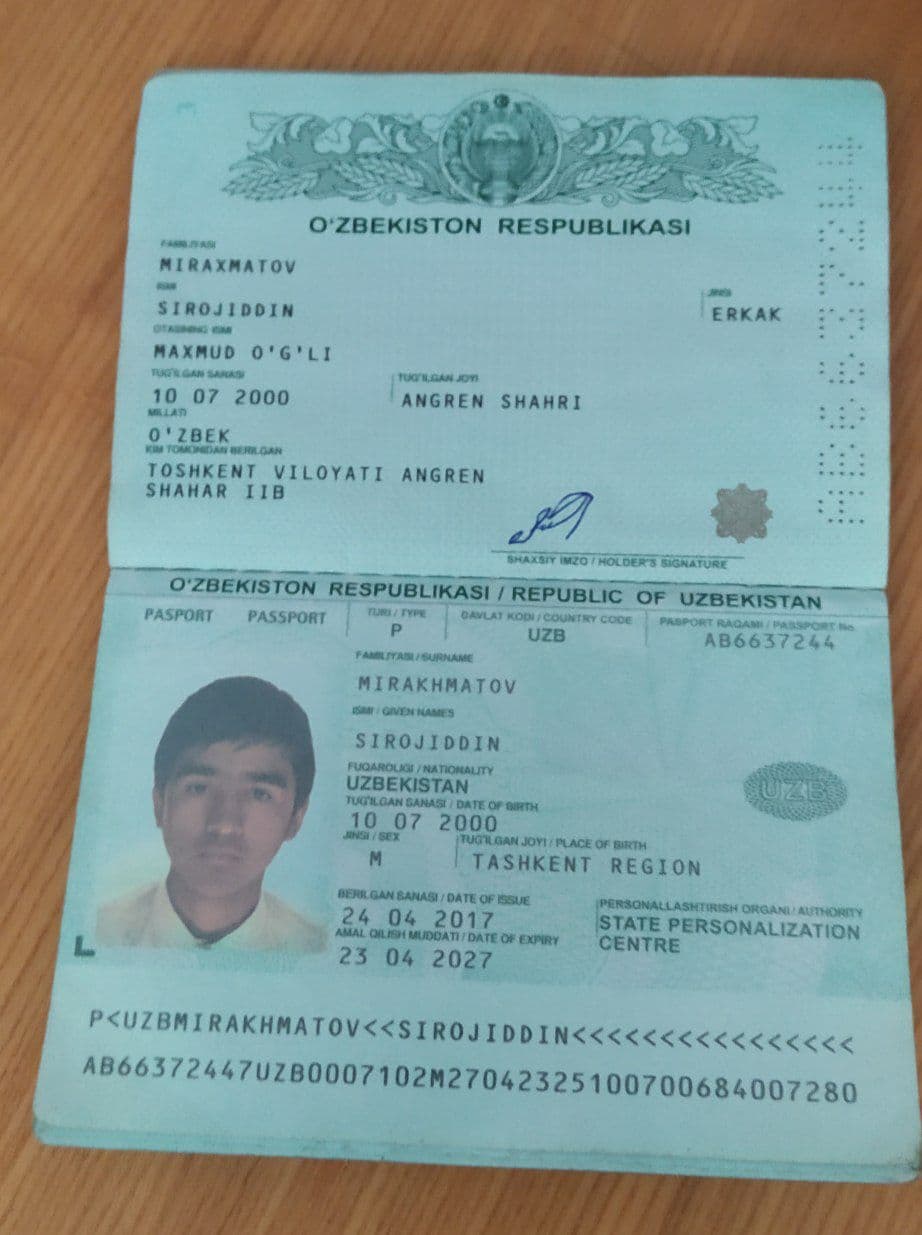 O'ZBEKISTON RESPUBLIKASI
FAMILIYASI
MIRAXMATOV
ISMI
SIROJIDDIN
JINSI
ERKAK
OTASINING ISMI
MAXMUD O'G'LI
TUG'ILGAN SANASI
10 07 2000
TUG'ILGAN JOYI
ANGREN SHAHRI
MILLATI
O'ZBEK
KIM TOMONIDAN BERILGAN
TOSHKENT VILOYATI ANGREN
SHAHAR IIB
SHAXSIY IMZO / HOLDER'S SIGNATURE
O'ZBEKISTON RESPUBLIKASI / REPUBLIC OF UZBEKISTAN
PASPORT PASSPORT
TURI / TYPE
P
DAVLAT KODI / COUNTRY CODE
UZB
PASPORT RAQAMI / PASSPORT No.
AB6637244
FAMILIYASI / SURNAME
MIRAKHMATOV
ISMI / GIVEN NAMES
SIROJIDDIN
FUQAROLIGI / NATIONALITY
UZBEKISTAN
UZB
TUG'ILGAN SANASI / DATE OF BIRTH
10 07 2000
JINSI / SEX
M
TUG'ILGAN JOYI / PLACE OF BIRTH
TASHKENT REGION
BERILGAN SANASI / DATE OF ISSUE
24 04 2017
PERSONALLASHTIRISH ORGANI / AUTHORITY
STATE PERSONALIZATION
CENTRE
AMAL QILISH MUDDATI / DATE OF EXPIRY
23 04 2027
P<UZBMIRAKHMATOV<<SIROJIDDIN<<<<<<<<<<<<<<<<
AB66372447UZB0007102M27042325100700684007280